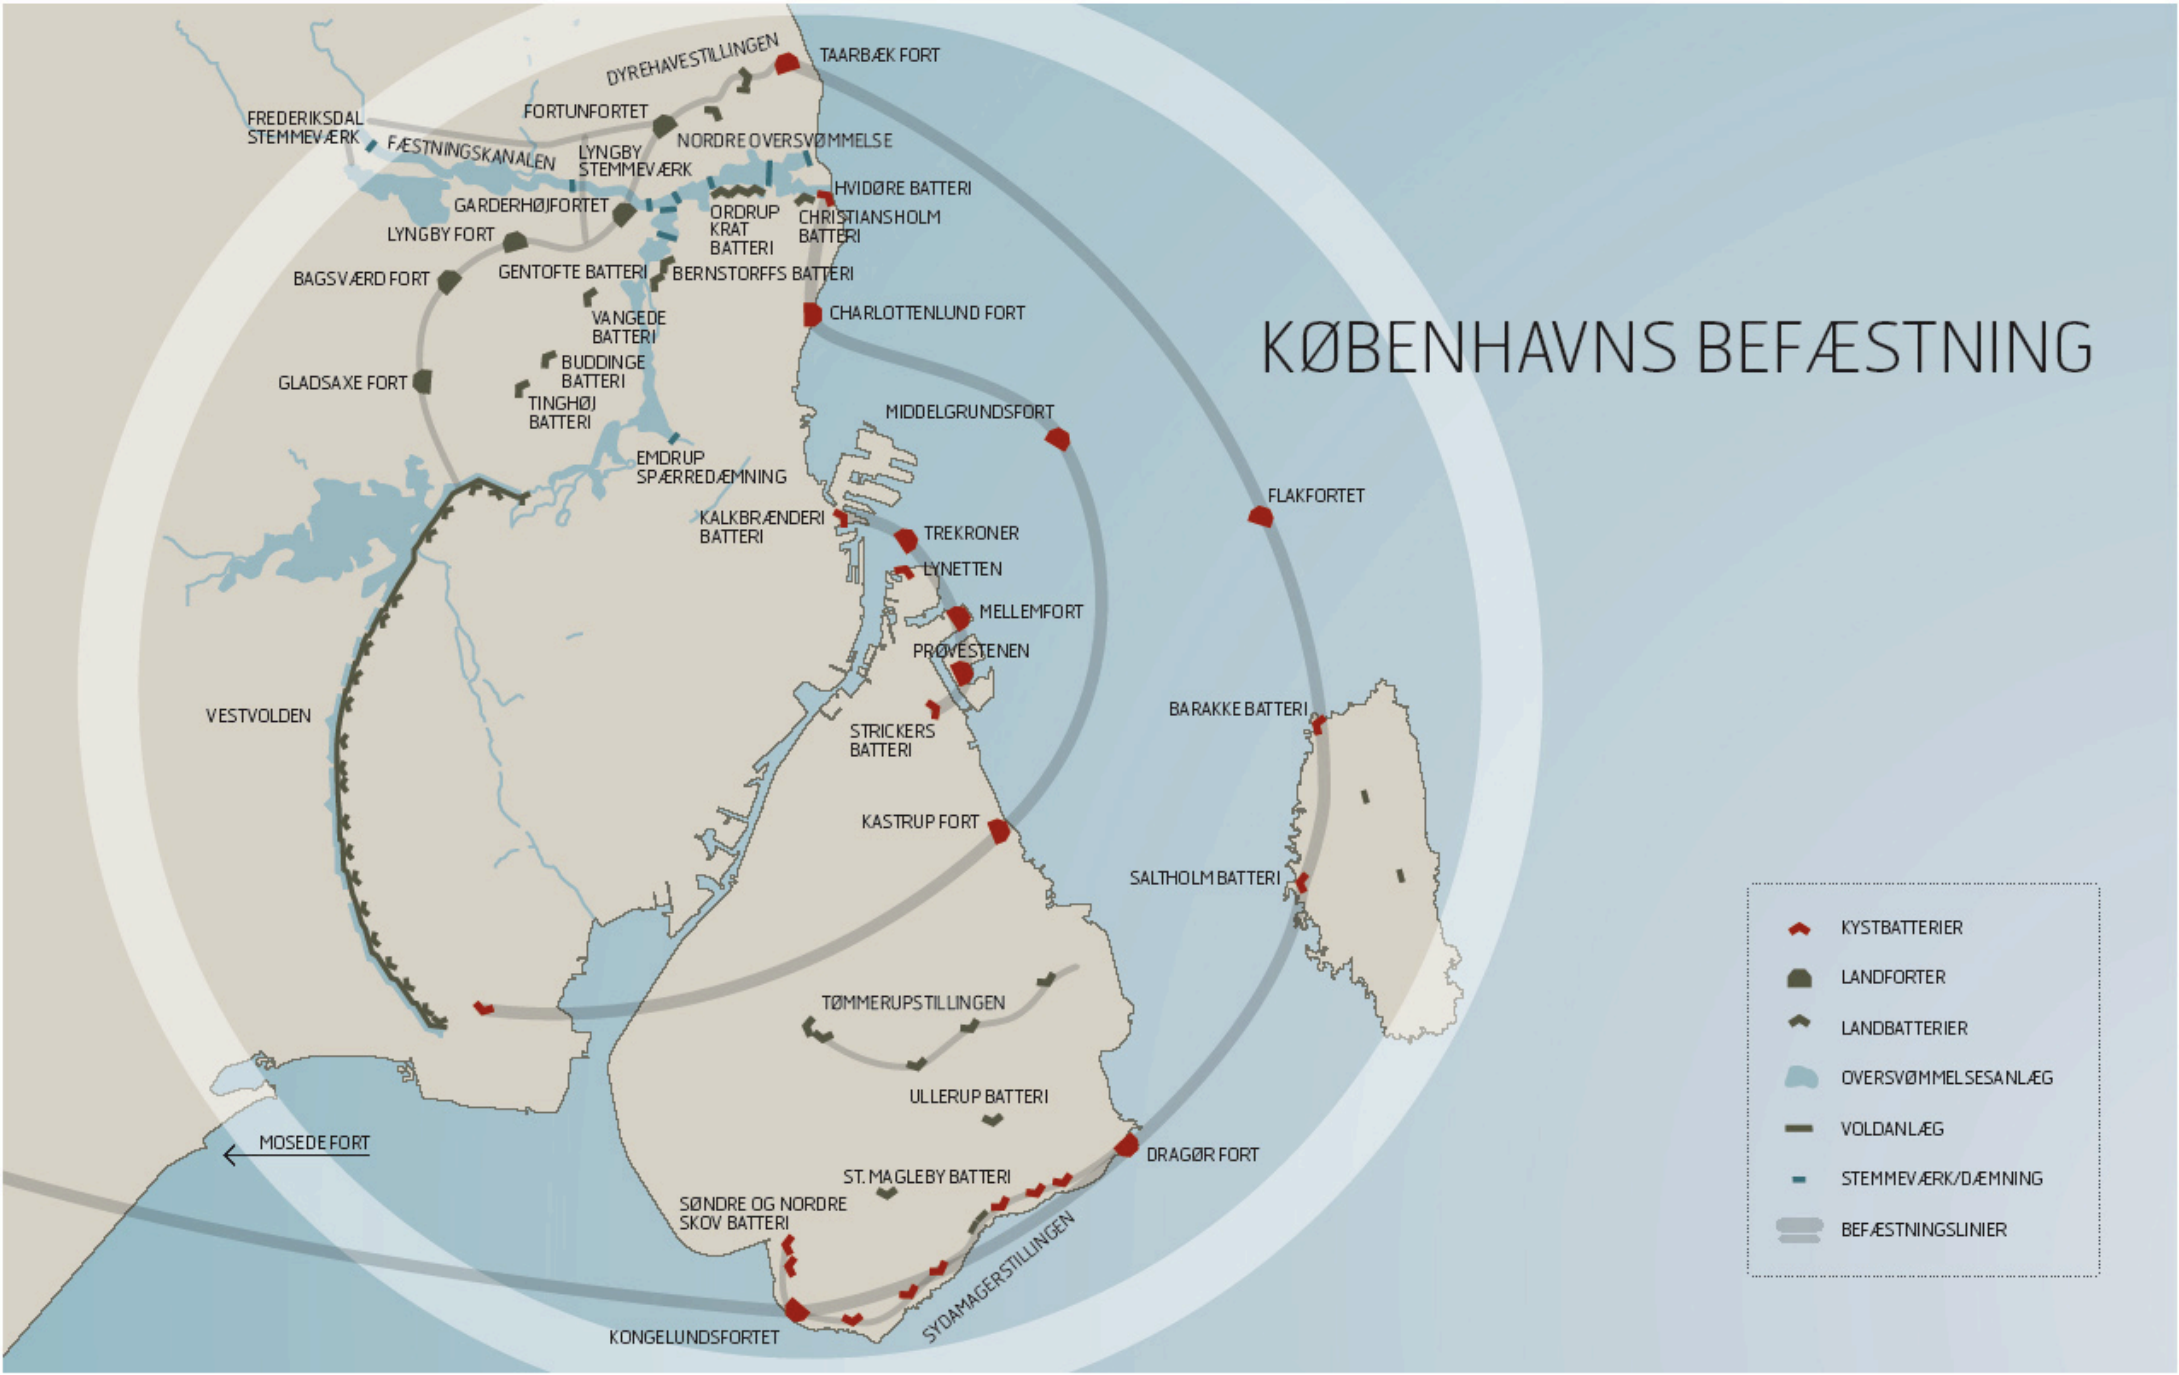 DYREHAVESTILLINGEN
TAARBÆK FORT
FORTUNFORTET
FREDERIKSDAL
STEMMEVÆRK
FÆSTNINGSKANALEN
LYNGBY
STEMMEVÆRK
NORDRE OVERSVØMMELSE
HVIDØRE BATTERI
GARDERHØJFORTET
ORDRUP
KRAT
BATTERI
CHRISTIANSHOLM
BATTERI
LYNGBY FORT
BAGSVÆRD FORT
GENTOFTE BATTERI
BERNSTORFFS BATTERI
VANGEDE
BATTERI
CHARLOTTENLUND FORT
KØBENHAVNS BEFÆSTNING
BUDDINGE
BATTERI
GLADSAXE FORT
TINGHØJ
BATTERI
MIDDELGRUNDSFORT
EMDRUP
SPÆRREDÆMNING
FLAKFORTET
KALKBRÆNDERI
BATTERI
TREKRONER
LYNETTEN
MELLEMFORT
PRØVESTENEN
VESTVOLDEN
STRICKERS
BATTERI
BARAKKE BATTERI
KASTRUP FORT
SALTHOLM BATTERI
TØMMERUPSTILLINGEN
ULLERUP BATTERI
MOSEDE FORT
DRAGØR FORT
ST. MAGLEBY BATTERI
SØNDRE OG NORDRE
SKOV BATTERI
SYDAMAGERSTILLINGEN
KONGELUNDSFORTET
KYSTBATTERIER
LANDFORTER
LANDBATTERIER
OVERSVØMMELSESANLÆG
VOLDANLÆG
STEMMEVÆRK/DÆMNING
BEFÆSTNINGSLINIER